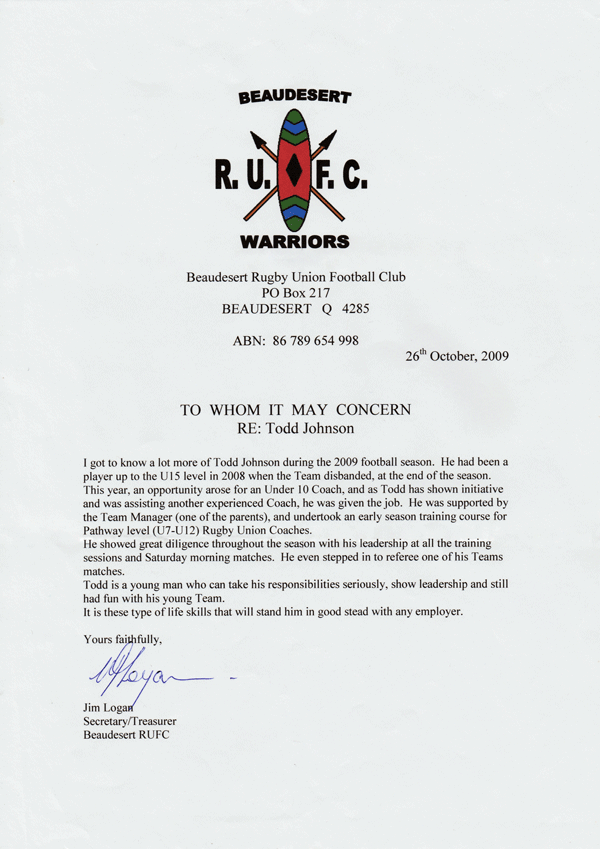 BEAUDESERT
R. U. F. C.
WARRIORS
Beaudesert Rugby Union Football Club
PO Box 217
BEAUDESERT Q 4285
ABN: 86 789 654 998
26th October, 2009
TO WHOM IT MAY CONCERN
RE: Todd Johnson
I got to know a lot more of Todd Johnson during the 2009 football season. He had been a
player up to the U15 level in 2008 when the Team disbanded, at the end of the season.
This year, an opportunity arose for an Under 10 Coach, and as Todd has shown initiative
and was assisting another experienced Coach, he was given the job. He was supported by
the Team Manager (one of the parents), and undertook an early season training course for
Pathway level (U7-U12) Rugby Union Coaches.
He showed great diligence throughout the season with his leadership at all the training
sessions and Saturday morning matches. He even stepped in to referee one of his Teams
matches.
Todd is a young man who can take his responsibilities seriously, show leadership and still
had fun with his young Team.
It is these type of life skills that will stand him in good stead with any employer.
Yours faithfully,
Jim Logan
Secretary/Treasurer
Beaudesert RUFC